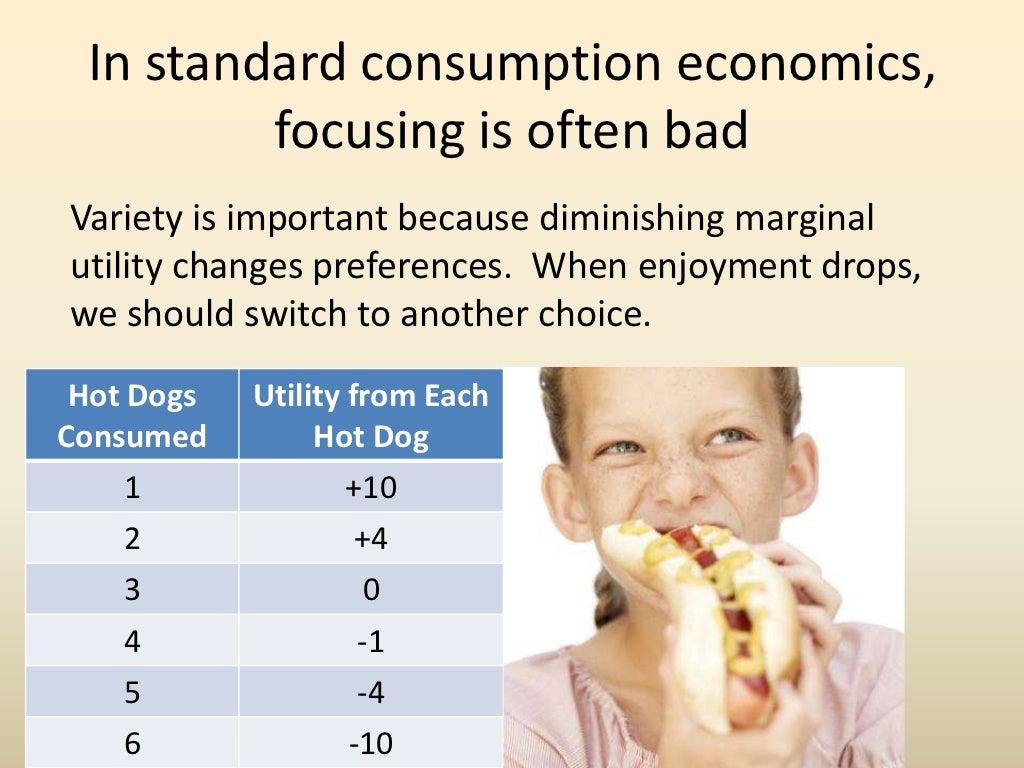 In standard consumption economics,
focusing is often bad
Variety is important because diminishing marginal
utility changes preferences.  When enjoyment drops,
we should switch to another choice.
Hot Dogs Consumed Utility from Each Hot Dog
1 +10
2 +4
3 0
4 -1
5 -4
6 -10